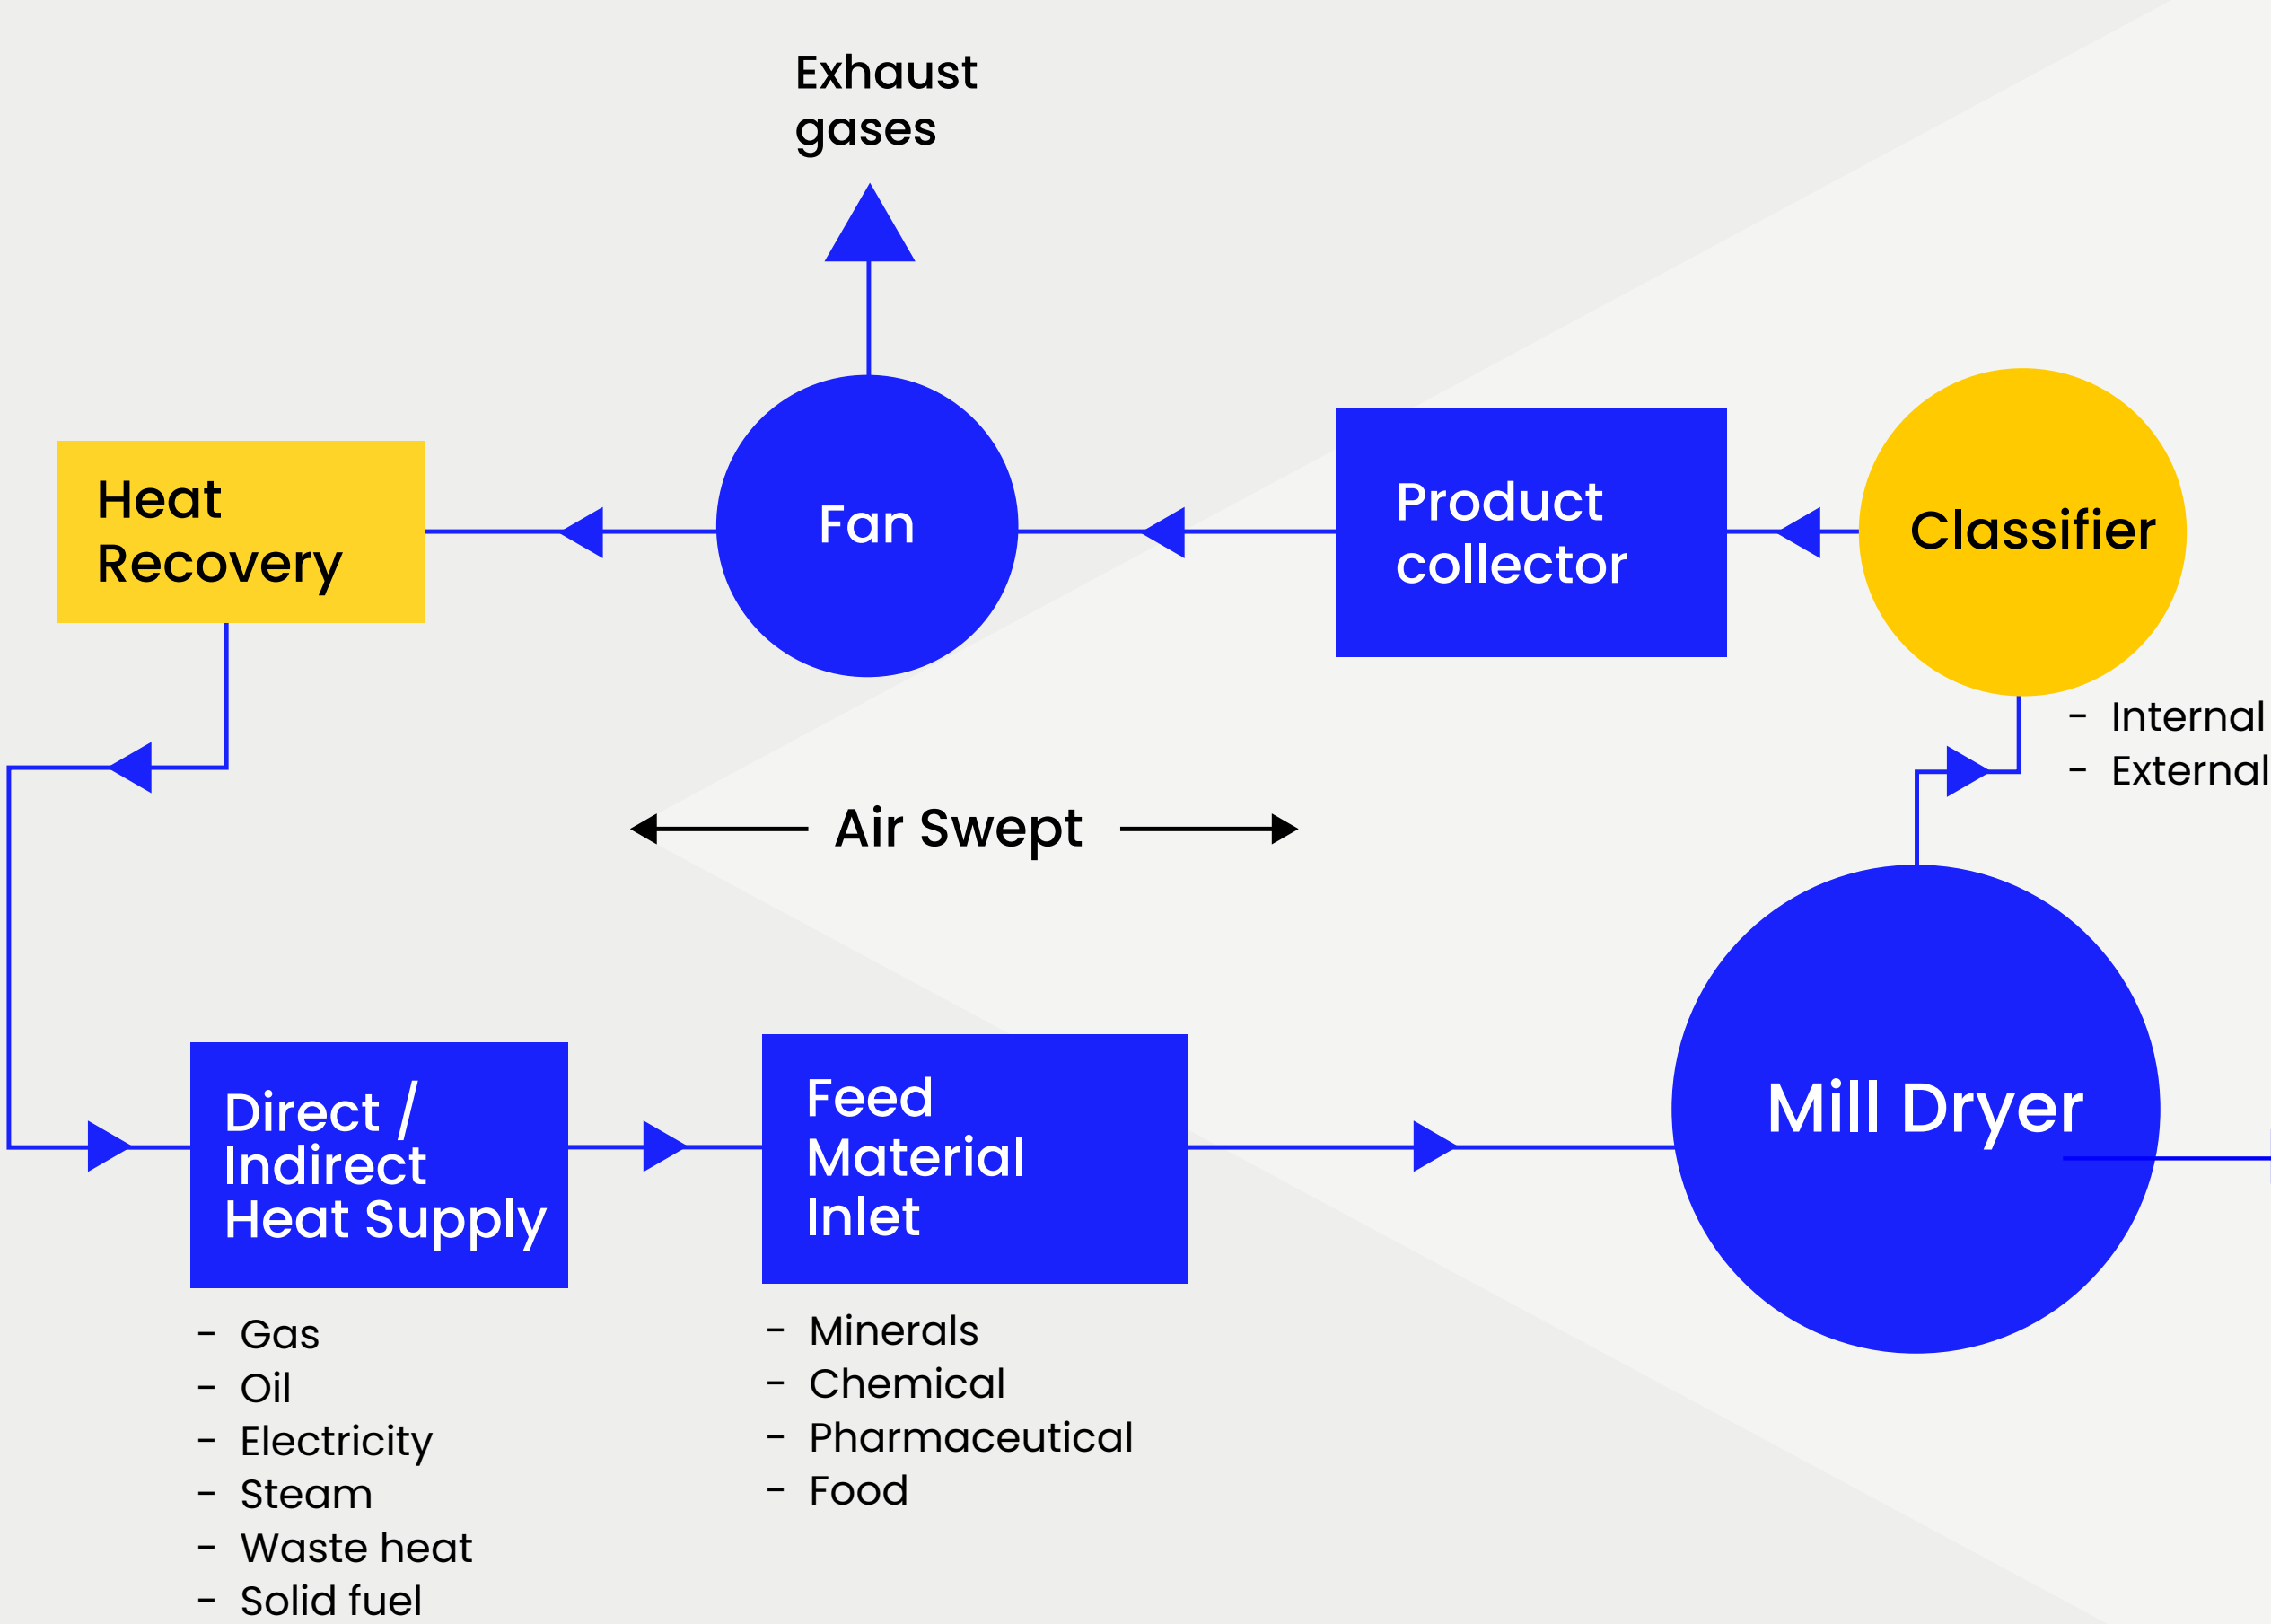 Exhaust
gases
Heat
Recovery
Fan
Product
collector
Classifier
- Internal
- External
Air Swept
Direct /
Indirect
Heat Supply
Feed
Material
Inlet
Mill Dryer
- Gas
- Oil
- Electricity
- Steam
- Waste heat
- Solid fuel
- Minerals
- Chemical
- Pharmaceutical
- Food